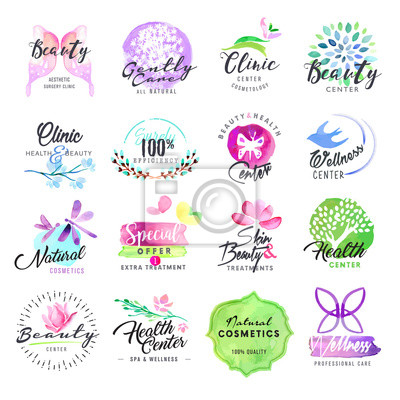 Beauty
AESTHETIC
SURGERY CLINIC
Gently
Care
ALL NATURAL
Clinic
CENTER
COSMETOLOGY
Beauty
CENTER
Clinic
HEALTH & BEAUTY
Surely
100%
EFFICIENCY
BEAUTY & HEALTH
Center
Wellness
CENTER
Natural
COSMETICS
Special
OFFER
EXTRA TREATMENT
Skin
Beauty &
TREATMENTS
Health
CENTER
Beauty
CENTER
Health
Center
SPA & WELLNESS
Natural
COSMETICS
100% QUALITY
Wellness
PROFESSIONAL CARE